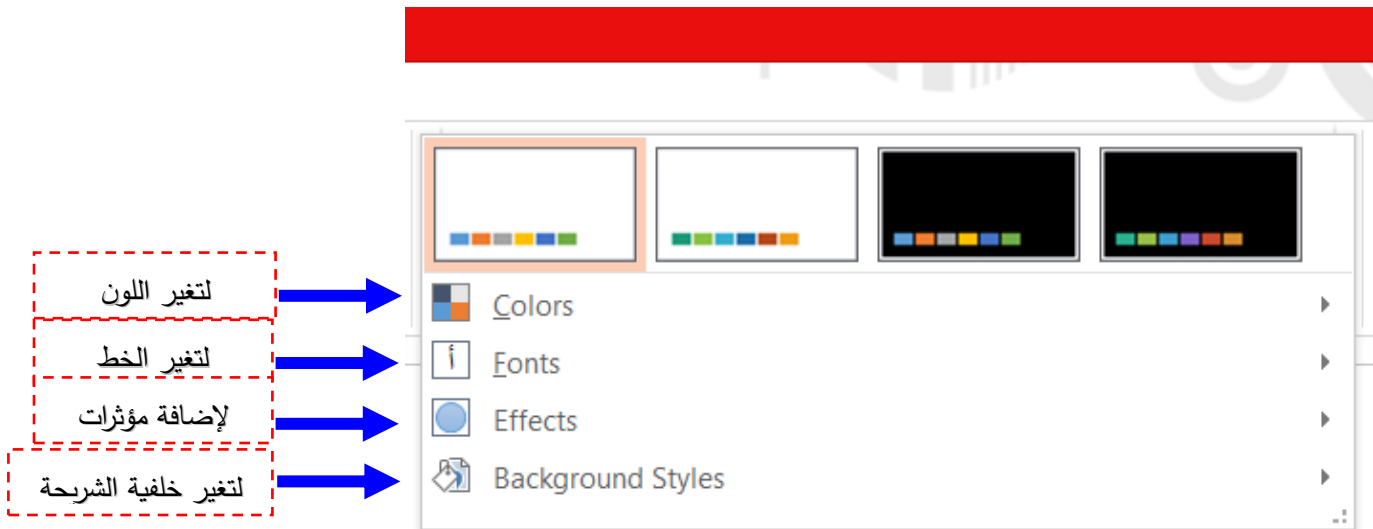 لتغير اللون
Colors
لتغير الخط
أ
Fonts
لإضافة مؤثرات
Effects
لتغير خلفية الشريحة
Background Styles